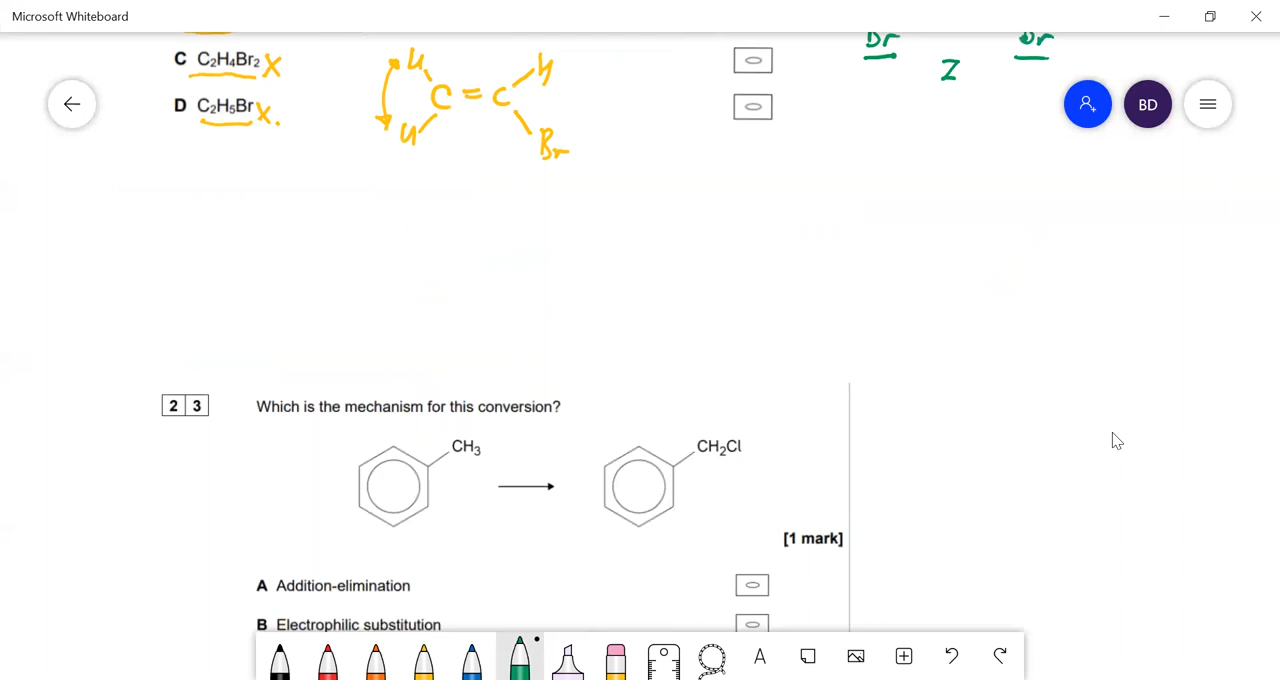 Microsoft Whiteboard
Br Br
C C₂H₄Br₂ X
Z
H H
C = C
H Br
D C₂H₅Br X.
BD
2 3 Which is the mechanism for this conversion?
CH₃ CH₂Cl
[1 mark]
A Addition-elimination
B Electrophilic substitution
A